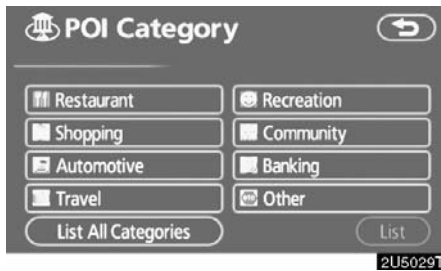 POI Category
Restaurant Recreation
Shopping Community
Automotive Banking
Travel Other
List All Categories List
2U5029T